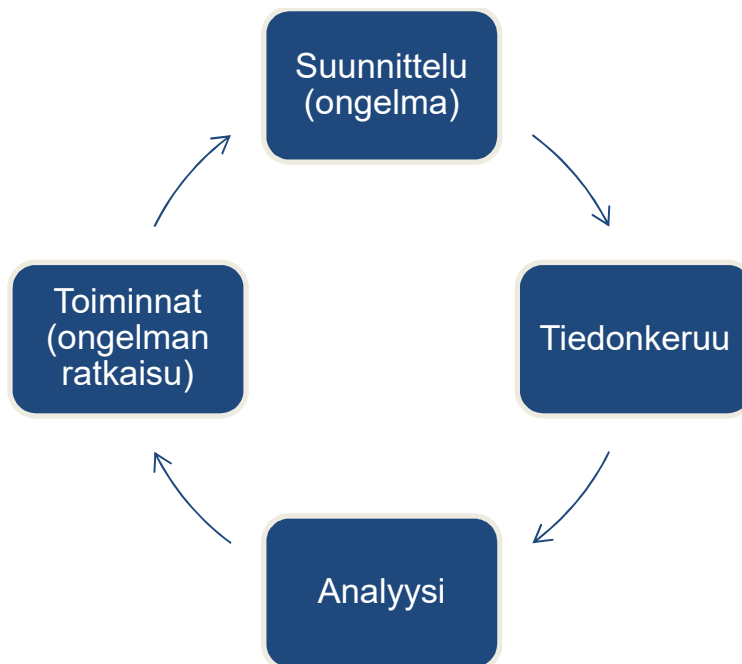 Suunnittelu
(ongelma)
Tiedonkeruu
Analyysi
Toiminnat
(ongelman
ratkaisu)